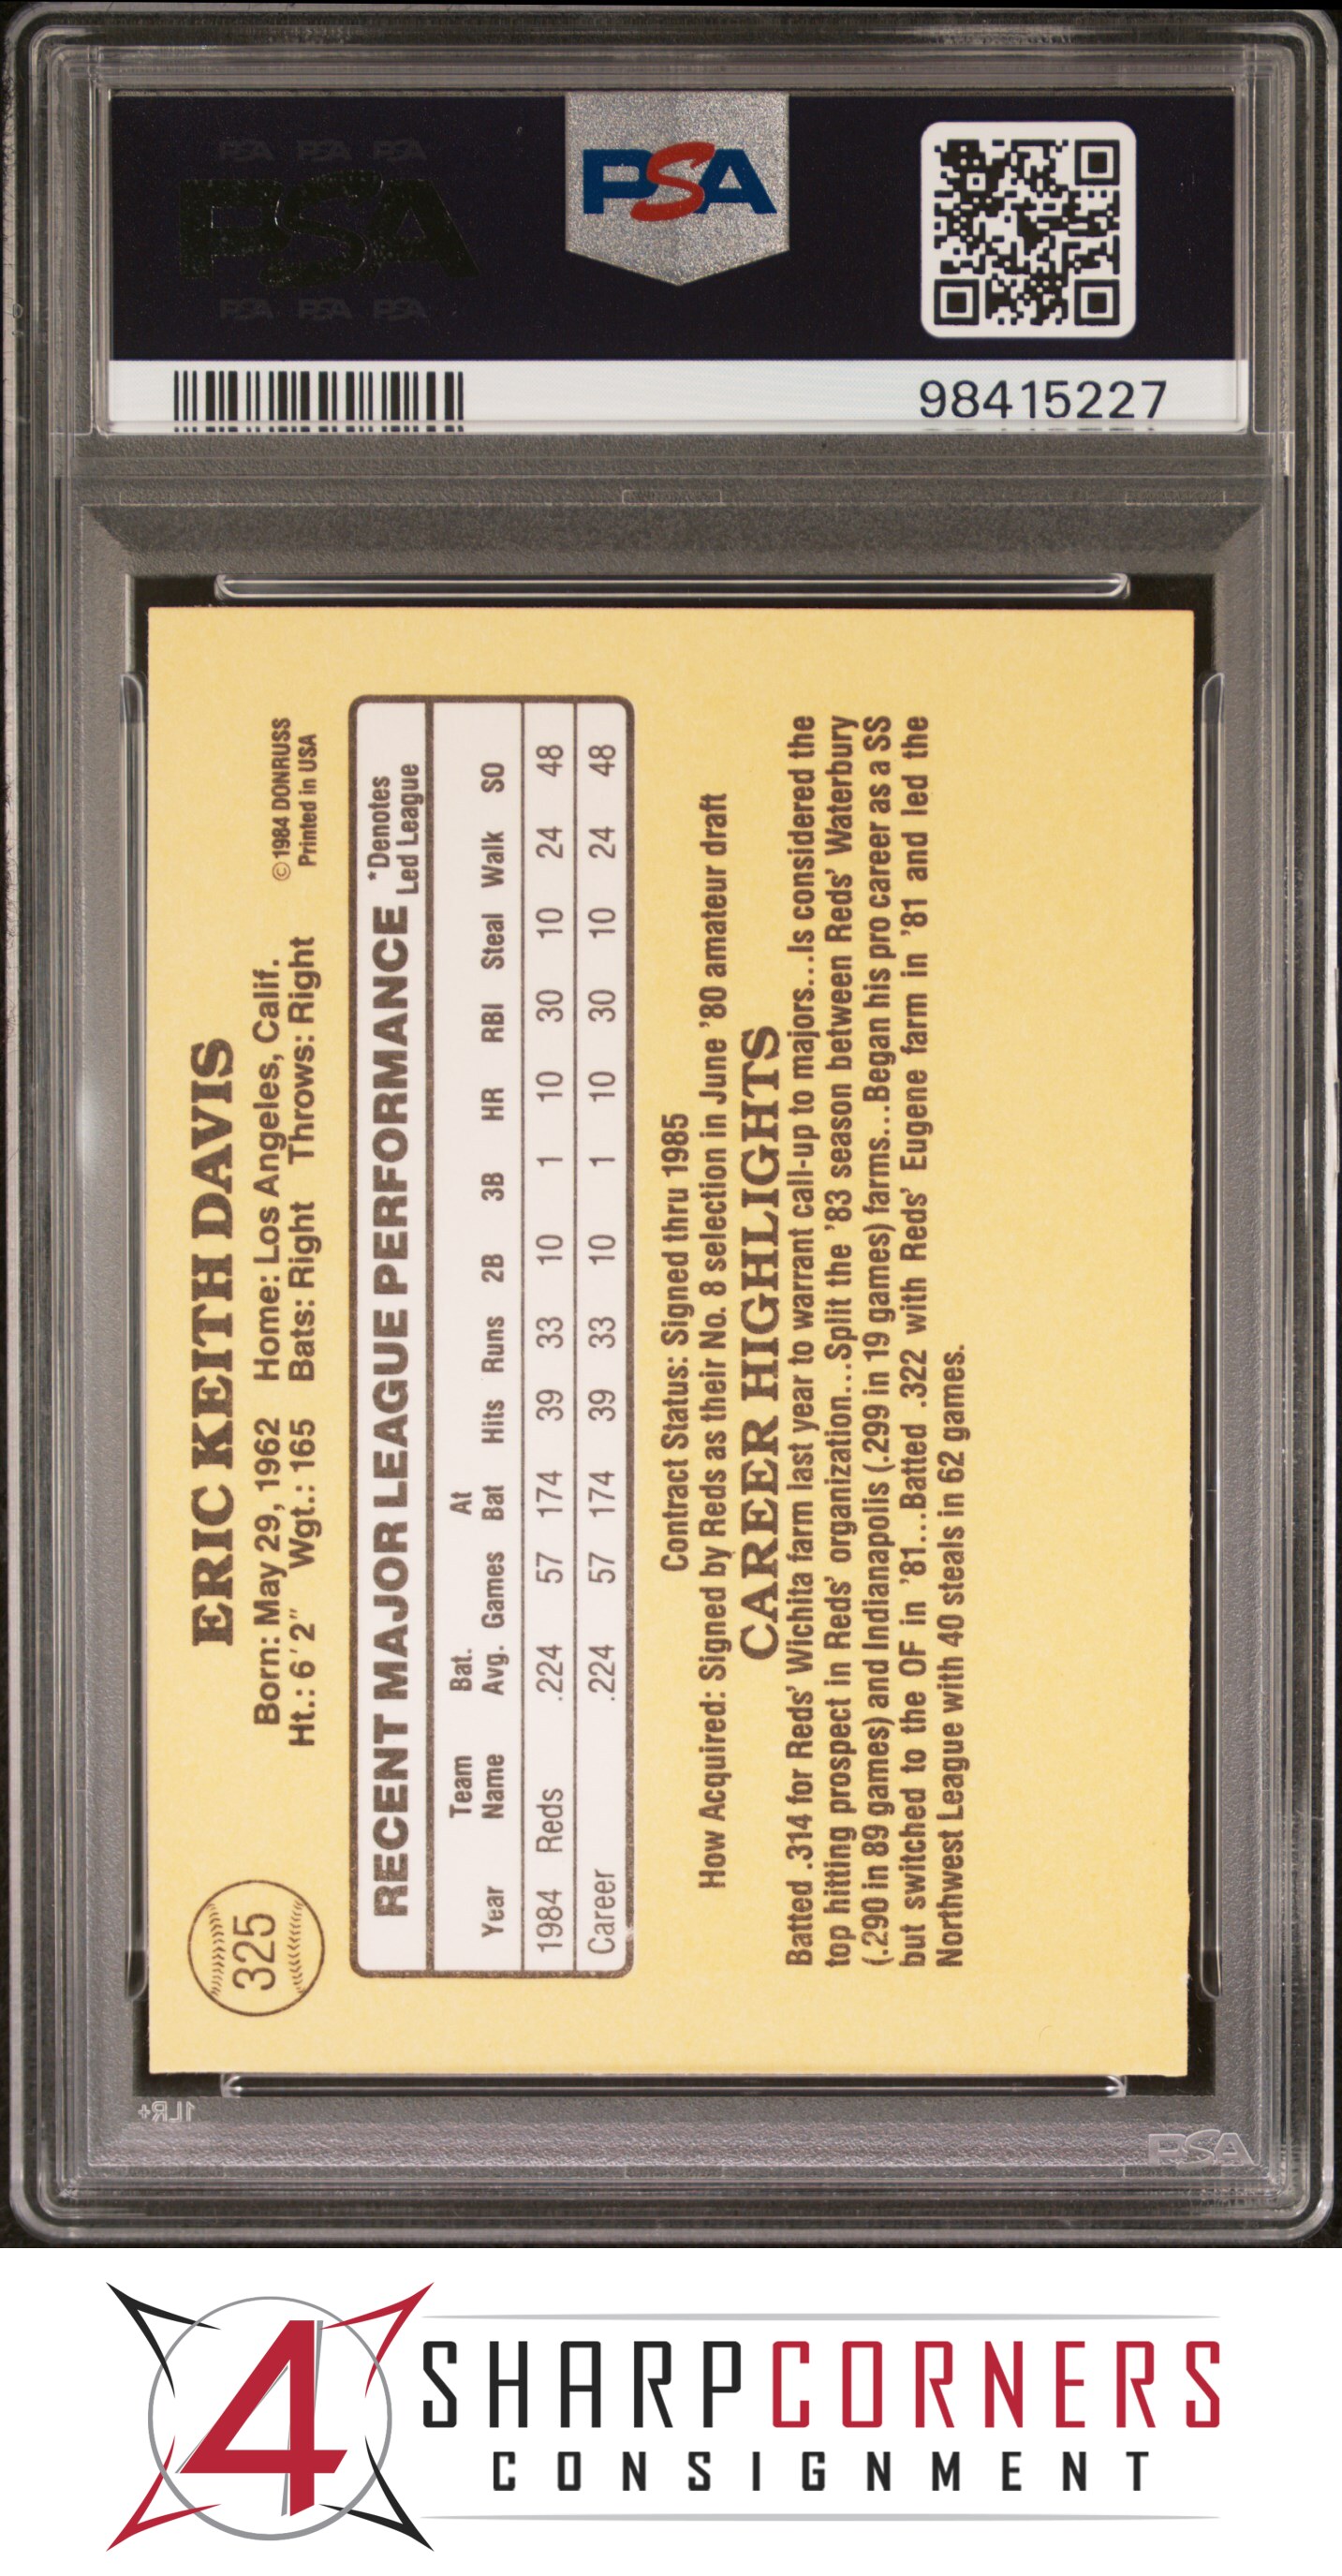 PSA PSA PSA
PSA
PSA PSA PSA
PSA
98415227
325
ERIC KEITH DAVIS
Born: May 29, 1962 Home: Los Angeles, Calif.
Ht.: 6'2" Wgt.: 165 Bats: Right Throws: Right
© 1984 DONRUSS
Printed in USA
RECENT MAJOR LEAGUE PERFORMANCE *Denotes Led League
Year Team Name Bat. Avg. Games At Bat Hits Runs 2B 3B HR RBI Steal Walk SO
1984 Reds .224 57 174 39 33 10 1 10 30 10 24 48
Career .224 57 174 39 33 10 1 10 30 10 24 48
Contract Status: Signed thru 1985
How Acquired: Signed by Reds as their No. 8 selection in June '80 amateur draft
CAREER HIGHLIGHTS
Batted .314 for Reds' Wichita farm last year to warrant call-up to majors...Is considered the
top hitting prospect in Reds' organization...Split the '83 season between Reds' Waterbury
(.290 in 89 games) and Indianapolis (.299 in 19 games) farms...Began his pro career as a SS
but switched to the OF in '81...Batted .322 with Reds' Eugene farm in '81 and led the
Northwest League with 40 steals in 62 games.
1LR+
PSA
4 SHARPCORNERS
CONSIGNMENT